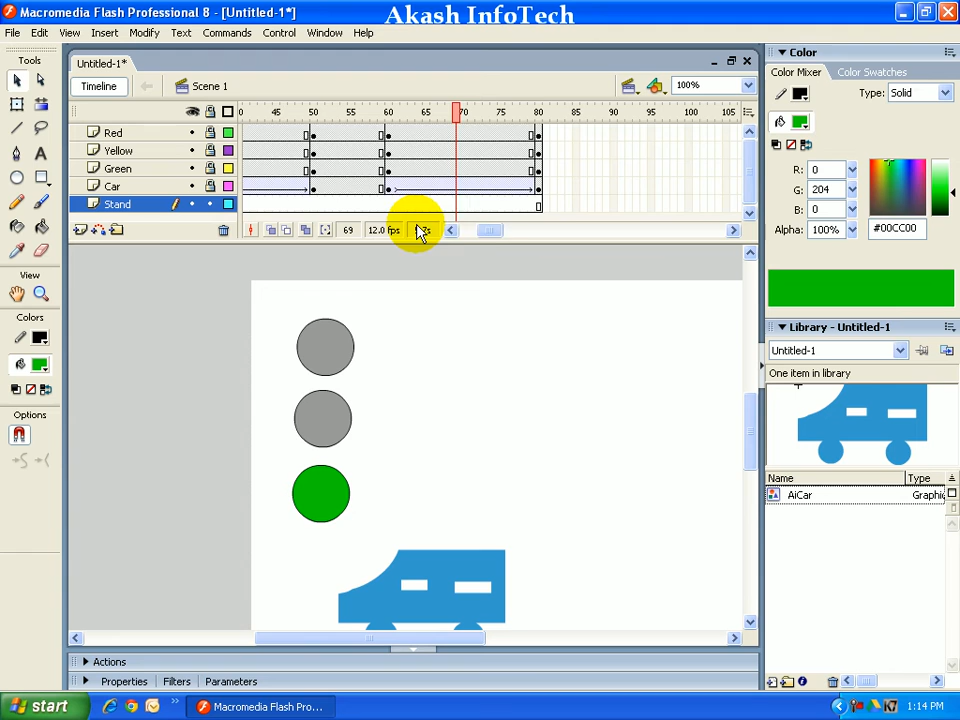 Macromedia Flash Professional 8 - [Untitled-1*]
Akash InfoTech
File Edit View Insert Modify Text Commands Control Window Help
Tools
View
Colors
Options
Untitled-1*
Timeline
Scene 1
100%
45 50 55 60 65 70 75 80 85 90 95 100 105
Red
Yellow
Green
Car
Stand
69 12.0 fps
Color
Color Mixer Color Swatches
Type: Solid
R: 0
G: 204
B: 0
Alpha: 100% #00CC00
Library - Untitled-1
Untitled-1
One item in library
Name Type
AiCar Graphic
Actions
Properties Filters Parameters
start
Macromedia Flash Pro...
1:14 PM